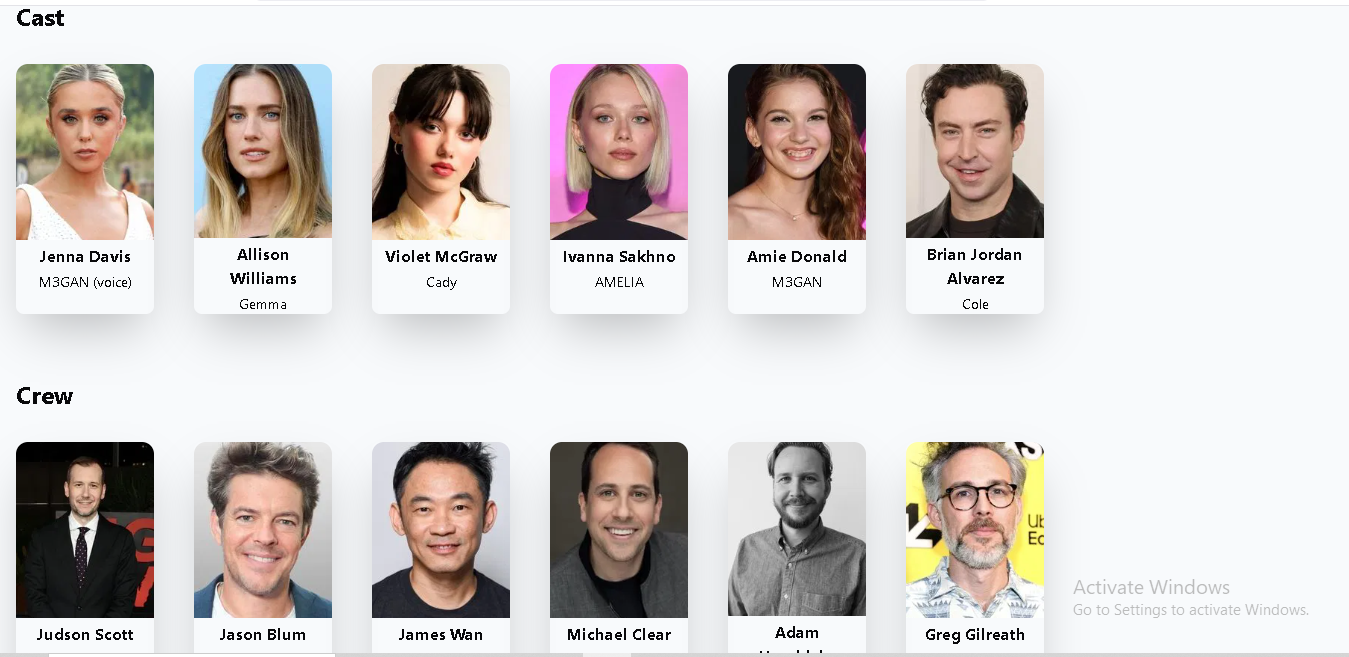 Cast
Jenna Davis
M3GAN (voice)
Allison
Williams
Gemma
Violet McGraw
Cady
Ivanna Sakhno
AMELIA
Amie Donald
M3GAN
Brian Jordan
Alvarez
Cole
Crew
Judson Scott
Jason Blum
James Wan
Michael Clear
Adam
Greg Gilreath
Activate Windows
Go to Settings to activate Windows.